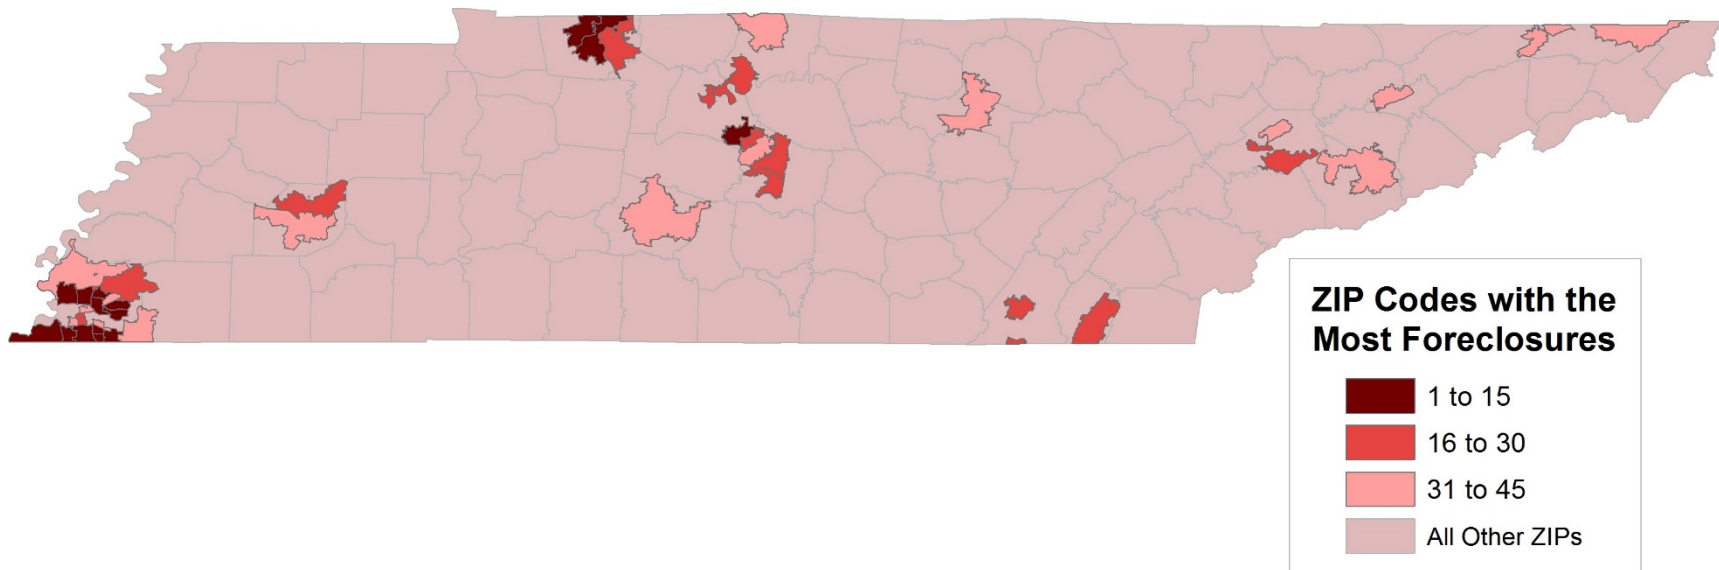 ZIP Codes with the
Most Foreclosures
1 to 15
16 to 30
31 to 45
All Other ZIPs